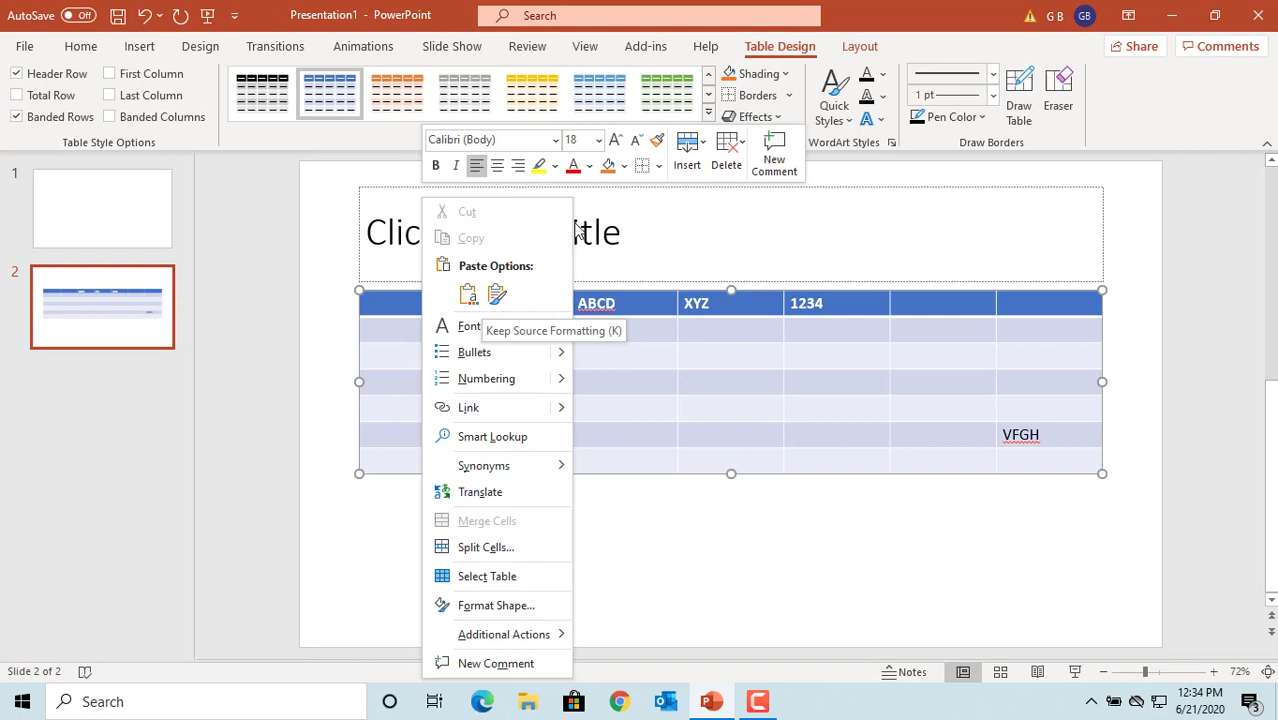 AutoSave Off Presentation1 - PowerPoint Search G B GB
File Home Insert Design Transitions Animations Slide Show Review View Add-ins Help Table Design Layout Share Comments
Header Row First Column Shading
Total Row Last Column Borders 1 pt
Banded Rows Banded Columns Effects Quick Styles Pen Color Draw Table Eraser
Table Style Options WordArt Styles Draw Borders
Calibri (Body) 18 A A Insert Delete New Comment
B I A
1
2
Clic itle
Cut
Copy
Paste Options:
Font
Keep Source Formatting (K)
Bullets
Numbering
Link
Smart Lookup
Synonyms
Translate
Merge Cells
Split Cells...
Select Table
Format Shape...
Additional Actions
New Comment
ABCD XYZ 1234
VFGH
Slide 2 of 2 Notes 72%
Search 12:34 PM
6/21/2020 3